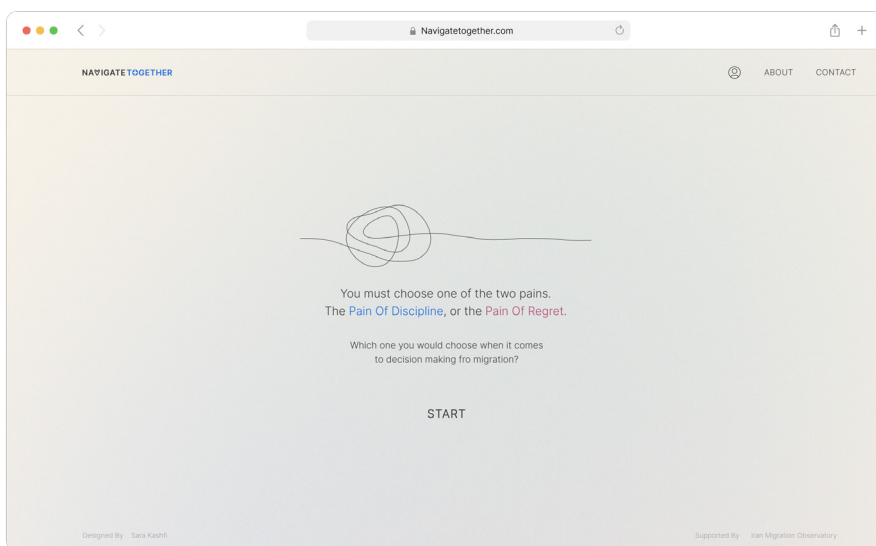 Navigatetogether.com
NAVIGATETOGETHER
ABOUT
CONTACT
You must choose one of the two pains.
The Pain Of Discipline, or the Pain Of Regret.
Which one you would choose when it comes
to decision making fro migration?
START
Designed By Sara Kashfi
Supported By Iran Migration Observatory